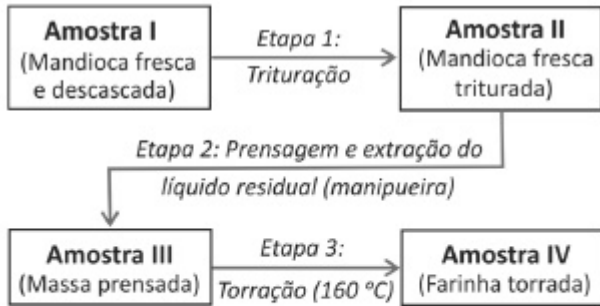 Amostra I
(Mandioca fresca
e descascada)
Etapa 1:
Trituração
Amostra II
(Mandioca fresca
triturada)
Etapa 2: Prensagem e extração do
líquido residual (manipueira)
Amostra III
(Massa prensada)
Etapa 3:
Torração (160 ºC)
Amostra IV
(Farinha torrada)